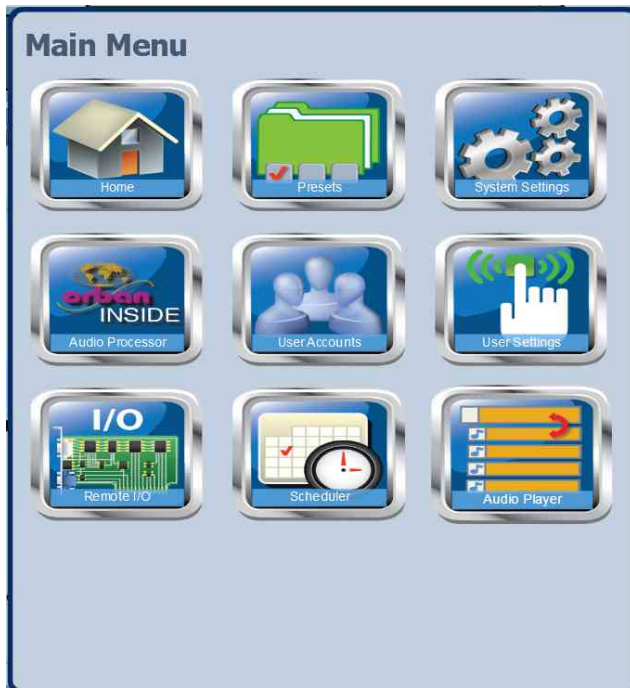 Main Menu
Home
Presets
System Settings
orban
INSIDE
Audio Processor
User Accounts
User Settings
I/O
Remote I/O
Scheduler
Audio Player